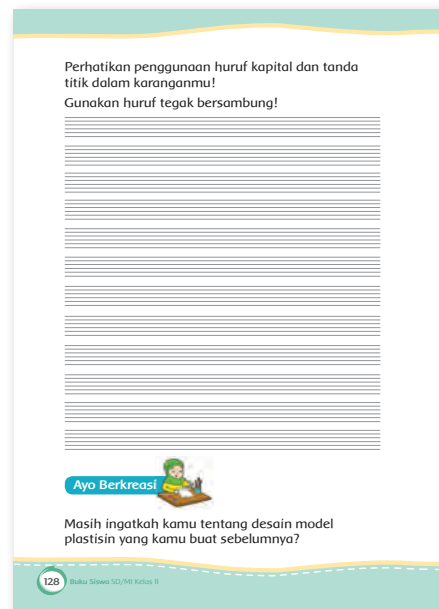 Perhatikan penggunaan huruf kapital dan tanda
titik dalam karanganmu!
Gunakan huruf tegak bersambung!
Ayo Berkreasi
Masih ingatkah kamu tentang desain model
plastisin yang kamu buat sebelumnya?
128 Buku Siswa SD/MI Kelas II